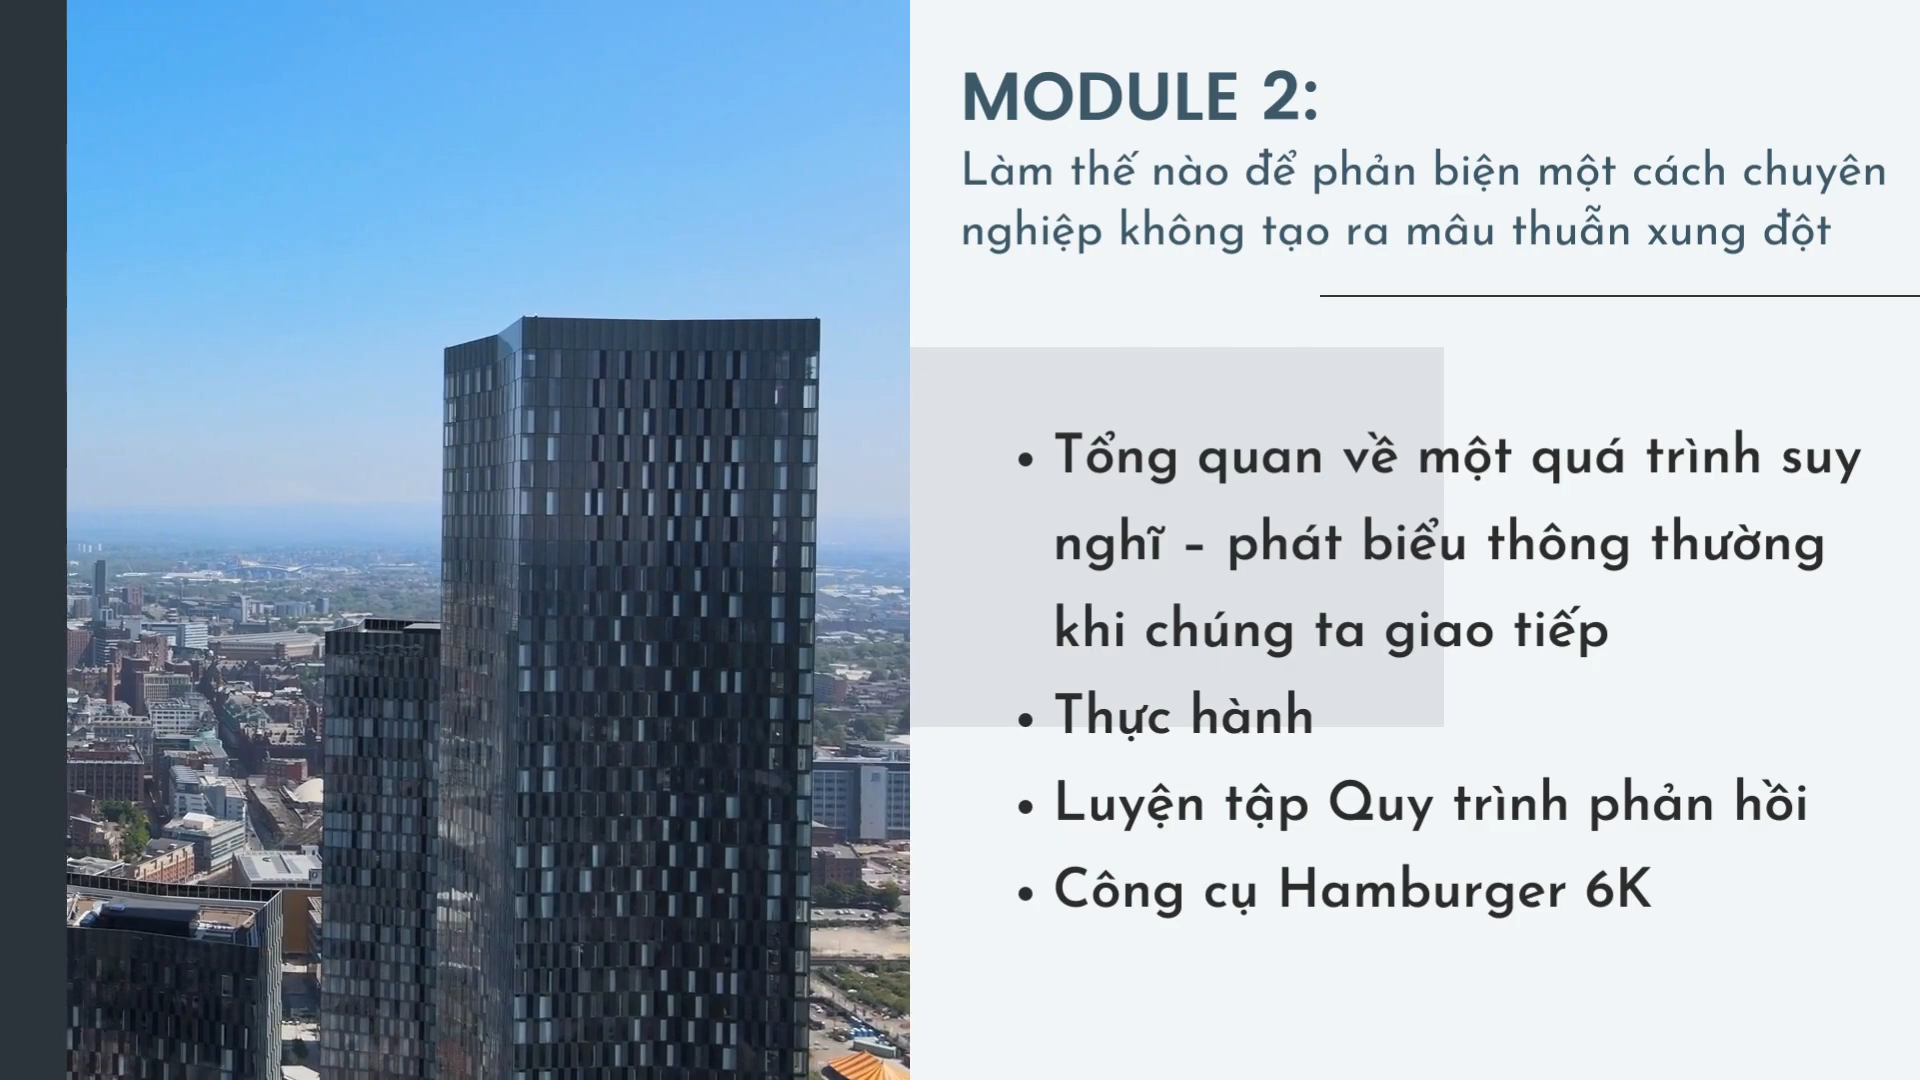 MODULE 2:
Làm thế nào để phản biện một cách chuyên
nghiệp không tạo ra mâu thuẫn xung đột
• Tổng quan về một quá trình suy
nghĩ – phát biểu thông thường
khi chúng ta giao tiếp
• Thực hành
• Luyện tập Quy trình phản hồi
• Công cụ Hamburger 6K